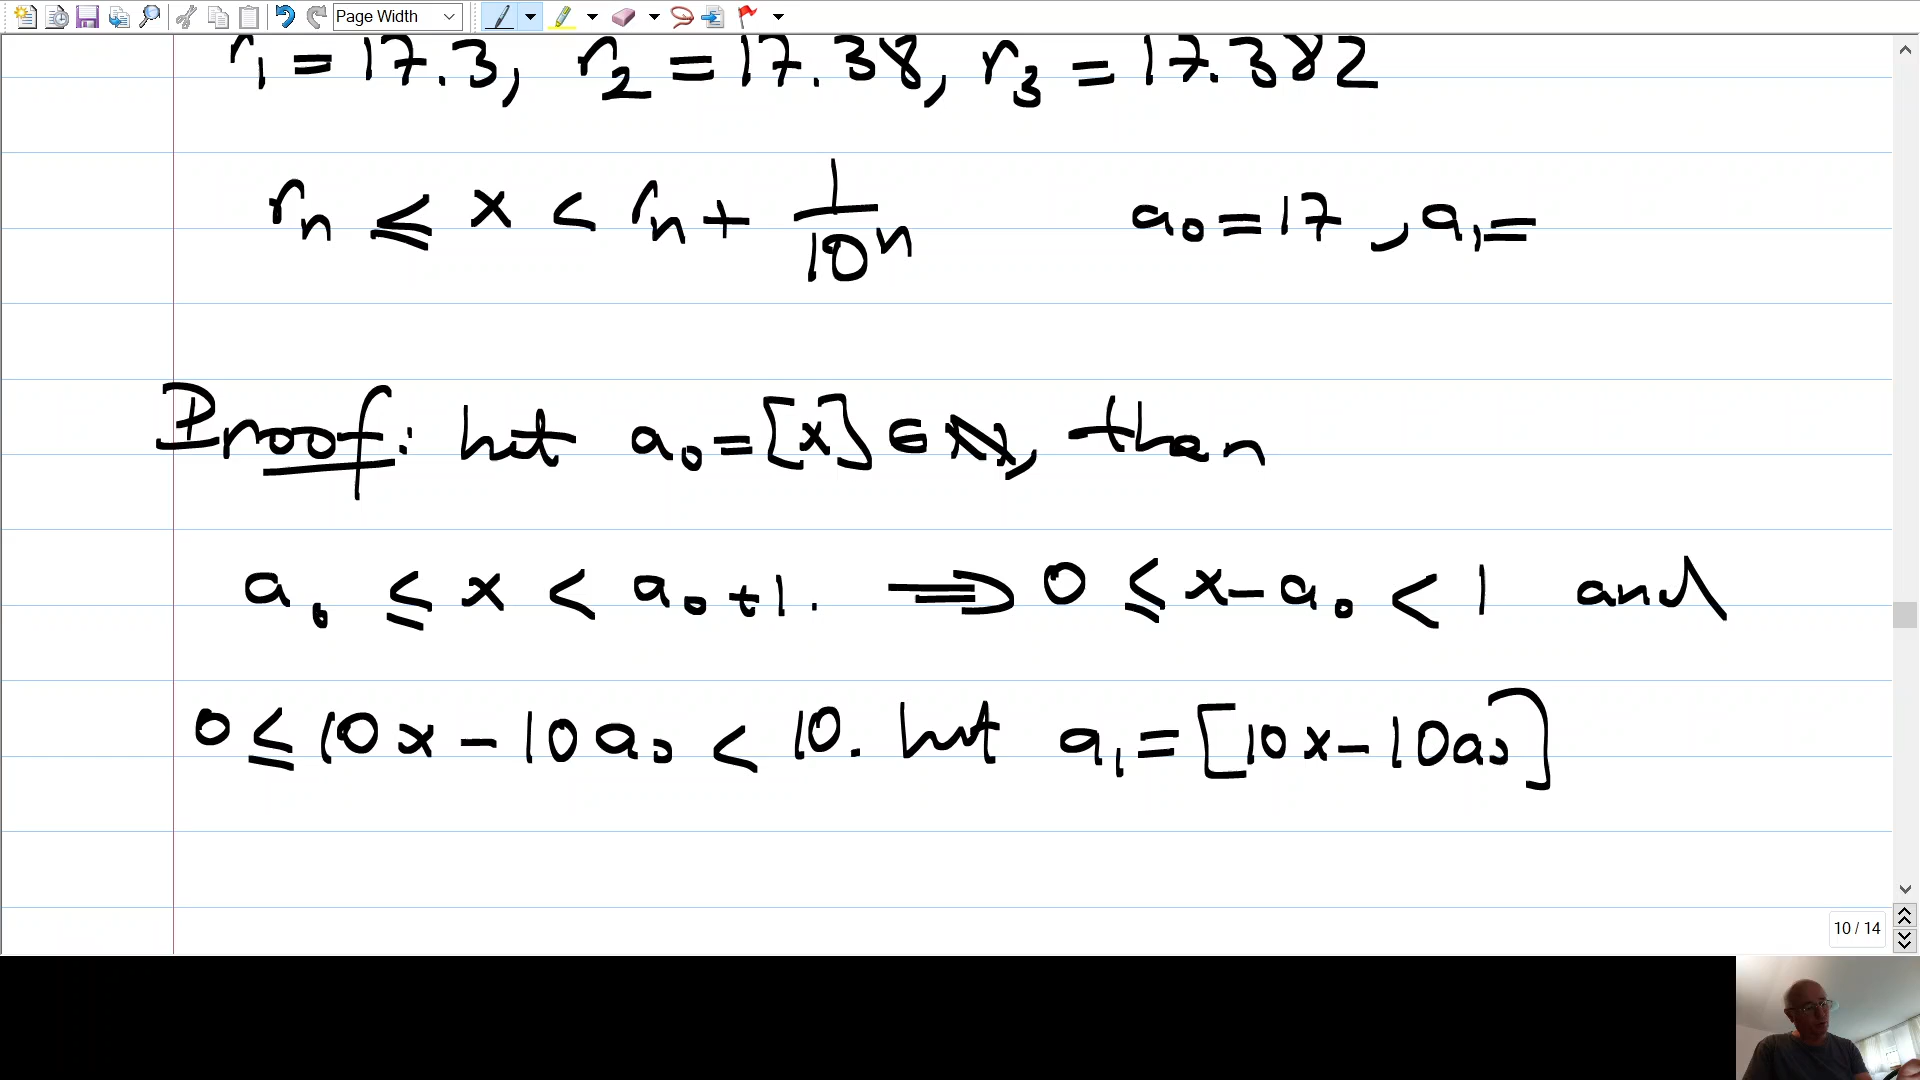 Page Width
r₁ = 17.3, r₂ = 17.38, r₃ = 17.382
rₙ ≤ x < rₙ + 1/10ⁿ a₀ = 17, a₁ =
Proof: Let a₀ = [x] ∈ ℕ, then
a₀ ≤ x < a₀ + 1. ⟹ 0 ≤ x - a₀ < 1 and
0 ≤ 10x - 10a₀ < 10. Let a₁ = [10x - 10a₀]
10 / 14